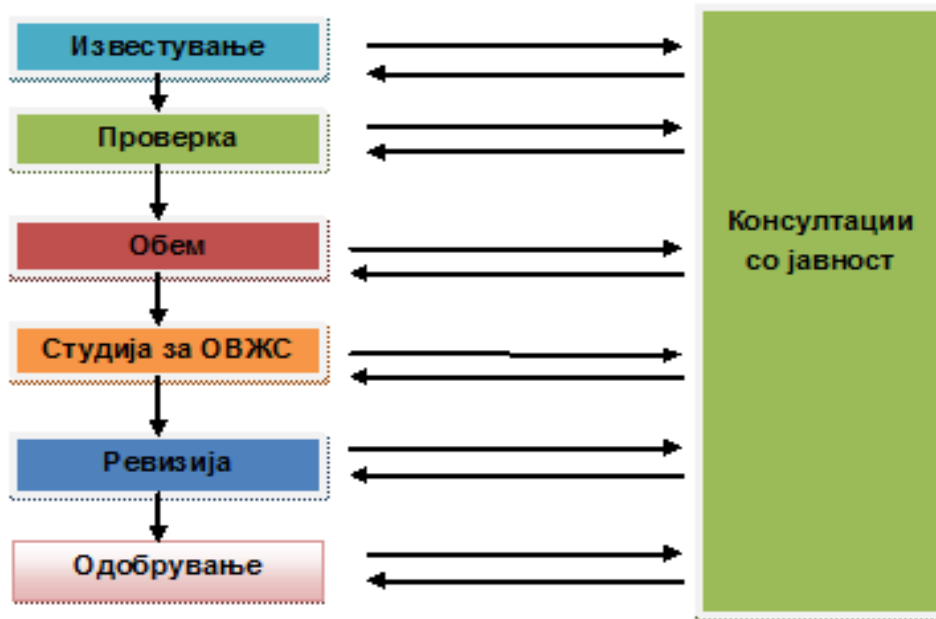 Известување
Проверка
Обем
Студија за ОВЖС
Ревизија
Одобрување
Консултации
со јавност